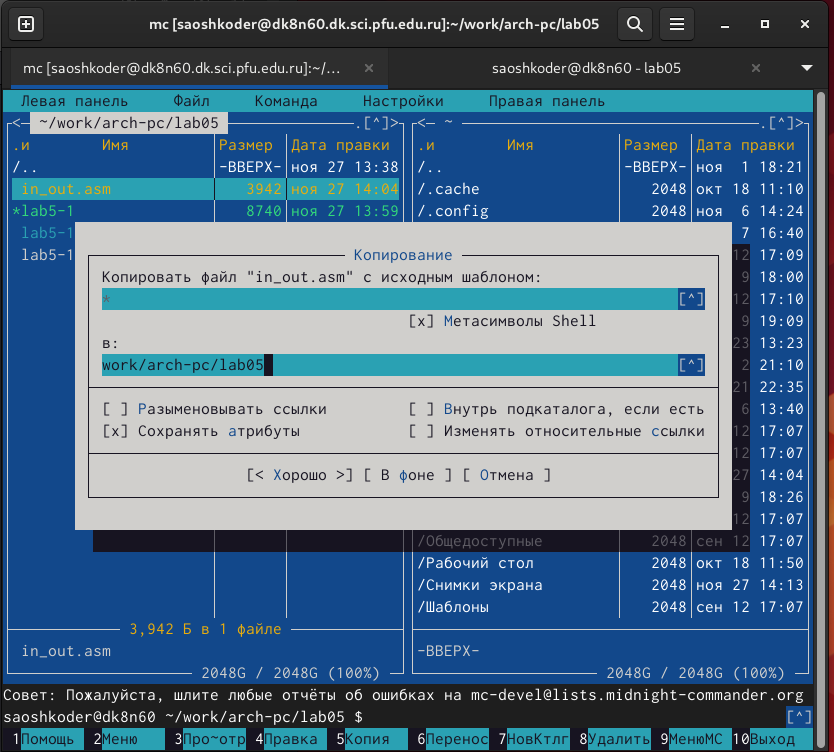 mc [saoshkoder@dk8n60.dk.sci.pfu.edu.ru]:~/work/arch-pc/lab05
mc [saoshkoder@dk8n60.dk.sci.pfu.edu.ru]:~/... × saoshkoder@dk8n60 - lab05 ×
Левая панель Файл Команда Настройки Правая панель
<— ~/work/arch-pc/lab05 .[^]> <— ~ .[^]>
.и Имя Размер Дата правки .и Имя Размер Дата правки
/.. -ВВЕРХ- ноя 27 13:38 /.. -ВВЕРХ- ноя 1 18:21
in_out.asm 3942 ноя 27 14:04 /.cache 2048 окт 18 11:10
*lab5-1 8740 ноя 27 13:59 /.config 2048 ноя 6 14:24
lab5-1 7 16:40
lab5-1 Копирование 12 17:09
Копировать файл "in_out.asm" с исходным шаблоном: 9 18:00
* [^] 12 17:10
[x] Метасимволы Shell 9 19:09
в: 23 13:23
work/arch-pc/lab05 [^] 2 21:10
21 22:35
[ ] Разыменовывать ссылки [ ] Внутрь подкаталога, если есть 6 13:40
[x] Сохранять атрибуты [ ] Изменять относительные ссылки 12 17:07
12 17:07
[< Хорошо >] [ В фоне ] [ Отмена ] 27 14:04
9 18:26
12 17:07
/Общедоступные 2048 сен 12 17:07
/Рабочий стол 2048 окт 18 11:50
/Снимки экрана 2048 ноя 27 14:13
/Шаблоны 2048 сен 12 17:07
3,942 Б в 1 файле
in_out.asm -ВВЕРХ-
2048G / 2048G (100%) 2048G / 2048G (100%)
Совет: Пожалуйста, шлите любые отчёты об ошибках на mc-devel@lists.midnight-commander.org
saoshkoder@dk8n60 ~/work/arch-pc/lab05 $ [^]
1Помощь 2Меню 3Про~отр 4Правка 5Копия 6Перенос 7НовКтлг 8Удалить 9МенюMC 10Выход